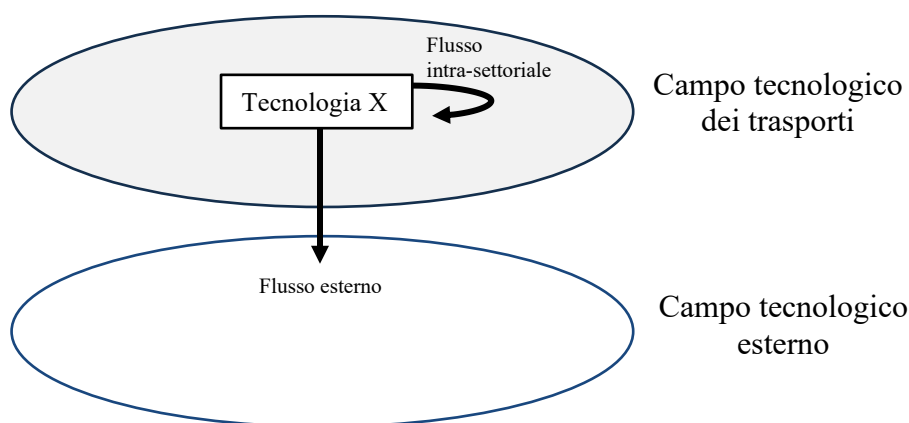 Flusso
intra-settoriale
Tecnologia X
Campo tecnologico
dei trasporti
Flusso esterno
Campo tecnologico
esterno